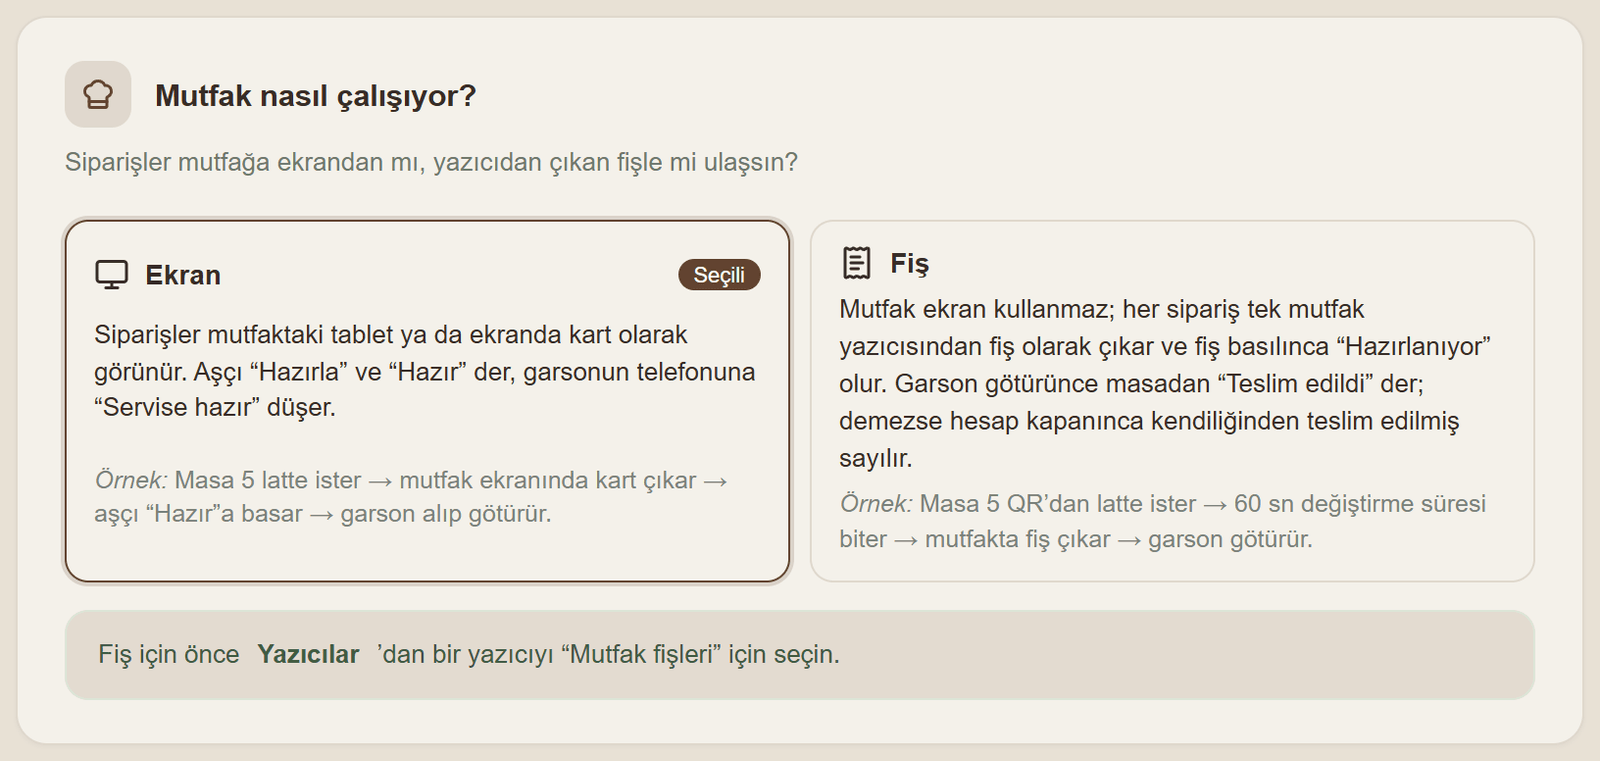 Mutfak nasıl çalışıyor?
Siparişler mutfağa ekrandan mı, yazıcıdan çıkan fişle mi ulaşsın?
Ekran
Seçili
Siparişler mutfaktaki tablet ya da ekranda kart olarak
görünür. Aşçı “Hazırla” ve “Hazır” der, garsonun telefonuna
“Servise hazır” düşer.
Örnek: Masa 5 latte ister → mutfak ekranında kart çıkar →
aşçı “Hazır”a basar → garson alıp götürür.
Fiş
Mutfak ekran kullanmaz; her sipariş tek mutfak
yazıcısından fiş olarak çıkar ve fiş basılınca “Hazırlanıyor”
olur. Garson götürünce masadan “Teslim edildi” der;
demezse hesap kapanınca kendiliğinden teslim edilmiş
sayılır.
Örnek: Masa 5 QR’dan latte ister → 60 sn değiştirme süresi
biter → mutfakta fiş çıkar → garson götürür.
Fiş için önce Yazıcılar ’dan bir yazıcıyı “Mutfak fişleri” için seçin.